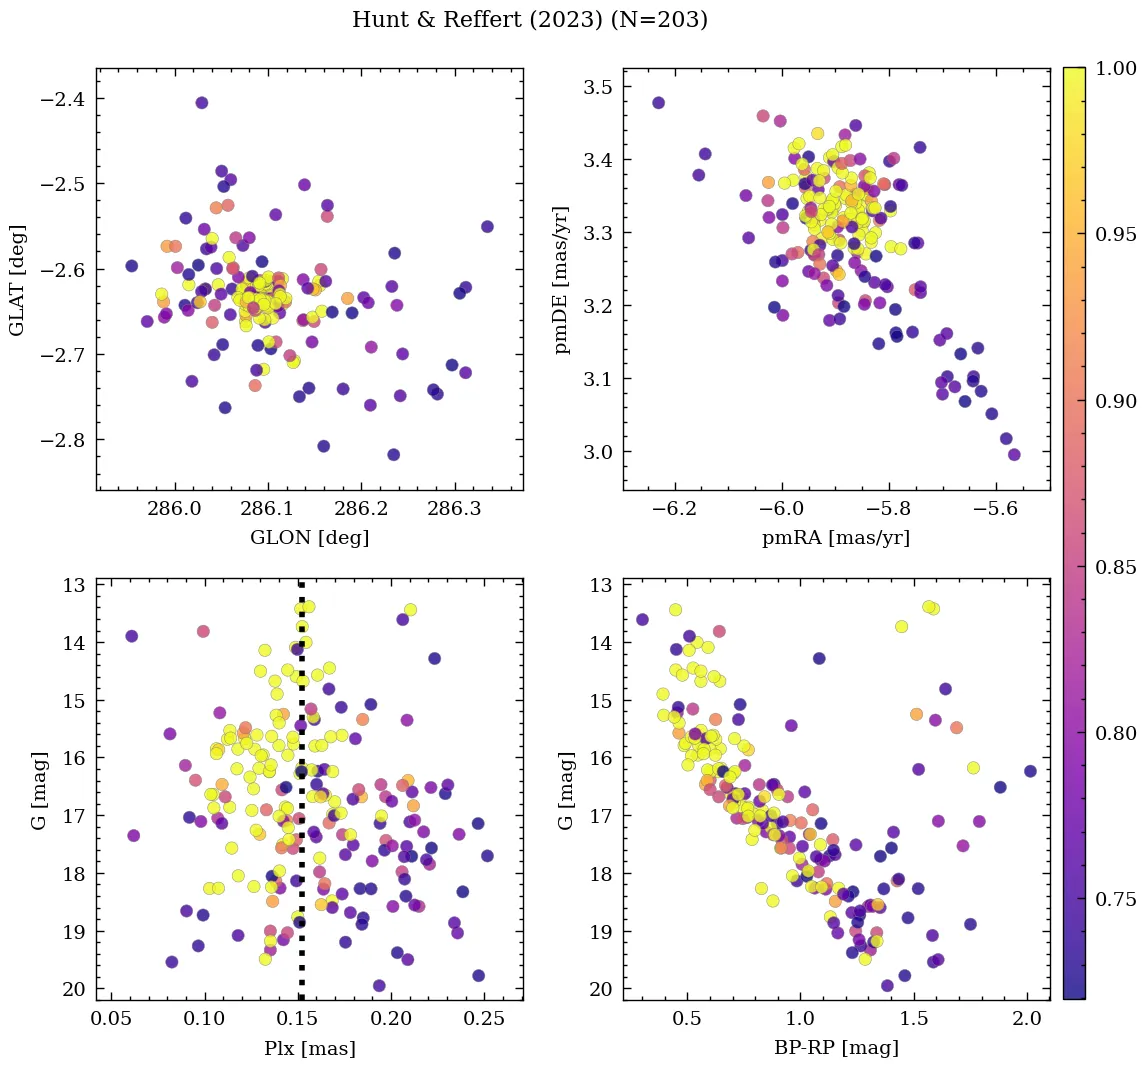 Hunt & Reffert (2023) (N=203)
−2.4
−2.5
−2.6
−2.7
−2.8
GLAT [deg]
286.0 286.1 286.2 286.3
GLON [deg]
3.5
3.4
3.3
3.2
3.1
3.0
pmDE [mas/yr]
−6.2 −6.0 −5.8 −5.6
pmRA [mas/yr]
13
14
15
16
17
18
19
20
G [mag]
0.05 0.10 0.15 0.20 0.25
Plx [mas]
13
14
15
16
17
18
19
20
G [mag]
0.5 1.0 1.5 2.0
BP-RP [mag]
1.00
0.95
0.90
0.85
0.80
0.75